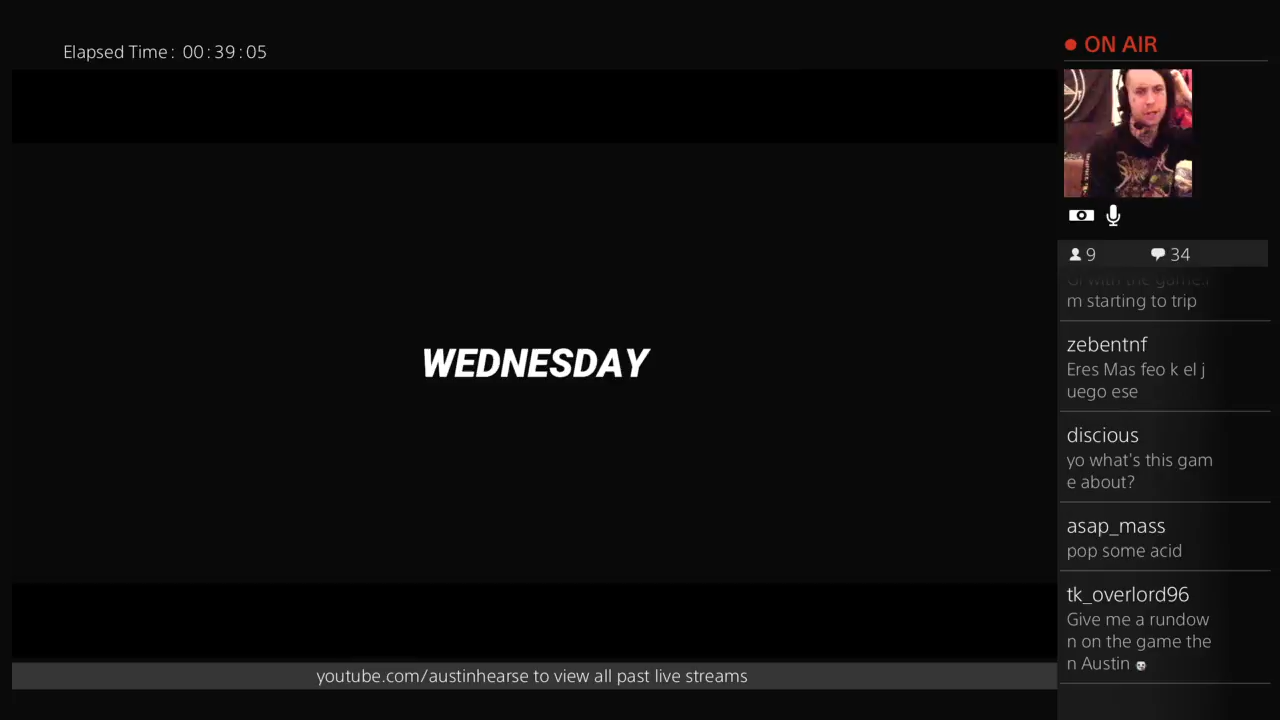 Elapsed Time: 00:39:05
ON AIR
9 34
m starting to trip
zebentnf
Eres Mas feo k el j
uego ese
discious
yo what's this gam
e about?
asap_mass
pop some acid
tk_overlord96
Give me a rundow
n on the game the
n Austin
WEDNESDAY
youtube.com/austinhearse to view all past live streams